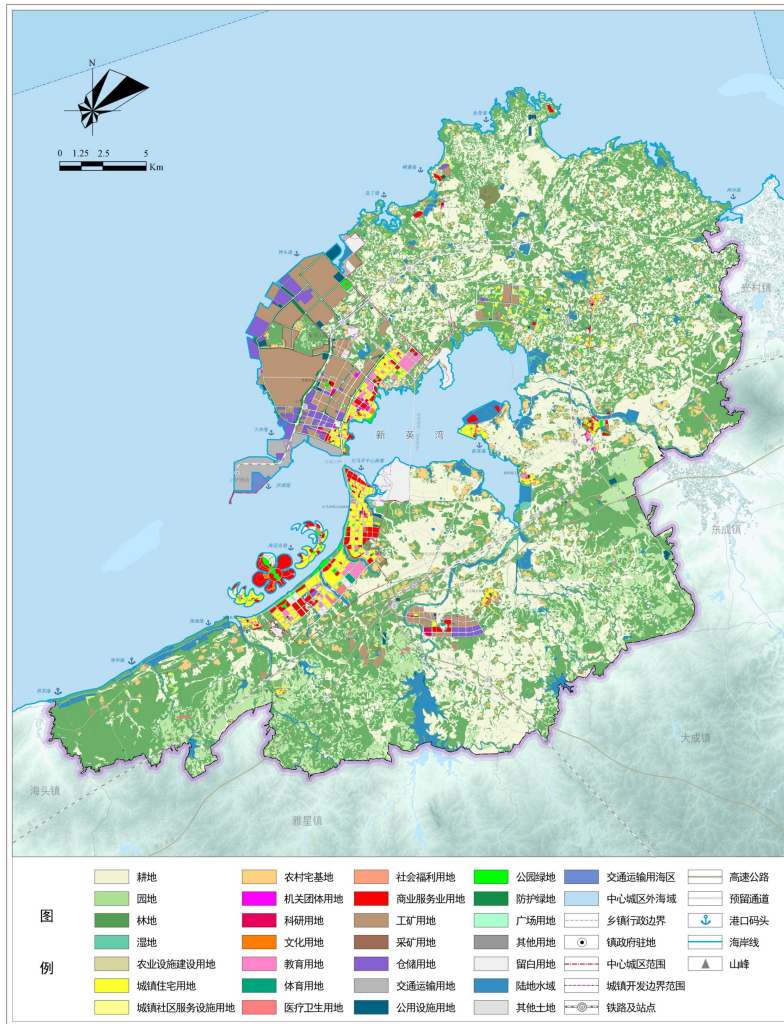 N
0 1.25 2.5 5
Km
光村镇
新英湾
东成镇
大成镇
海头镇
雅星镇
图例
耕地
园地
林地
湿地
农业设施建设用地
城镇住宅用地
城镇社区服务设施用地
农村宅基地
机关团体用地
科研用地
文化用地
教育用地
体育用地
医疗卫生用地
社会福利用地
商业服务业用地
工矿用地
采矿用地
仓储用地
交通运输用地
公用设施用地
公园绿地
防护绿地
广场用地
其他用地
留白用地
陆地水域
其他土地
交通运输用海区
中心城区外海域
乡镇行政边界
镇政府驻地
中心城区范围
城镇开发边界范围
铁路及站点
高速公路
预留通道
港口码头
海岸线
山峰